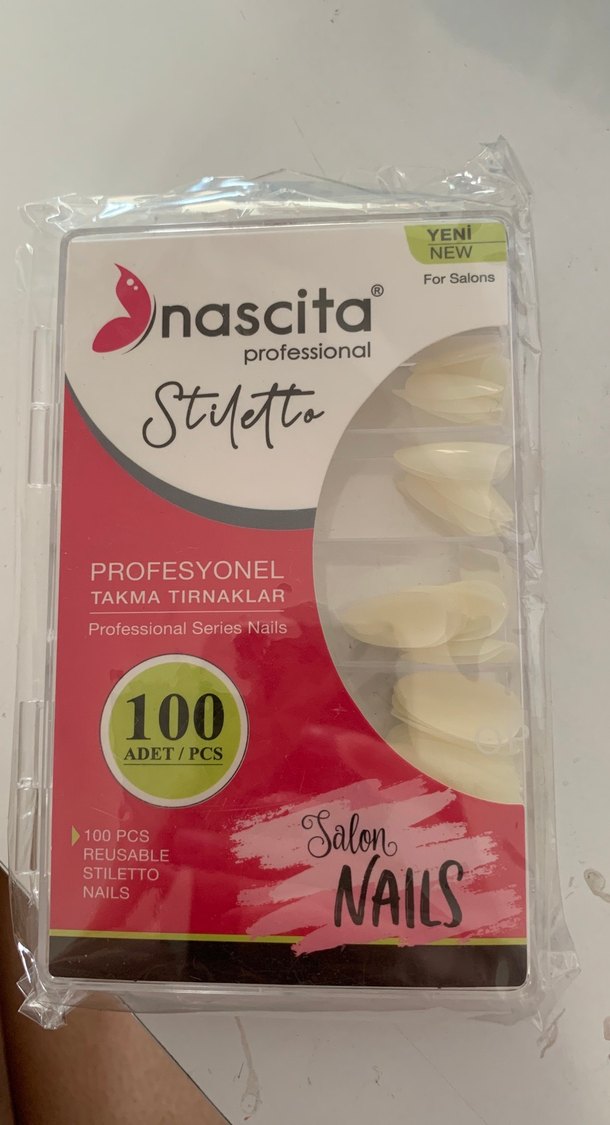 YENİ
NEW
For Salons
nascita®
professional
Stiletto
PROFESYONEL
TAKMA TIRNAKLAR
Professional Series Nails
100
ADET / PCS
100 PCS
REUSABLE
STILETTO
NAILS
Salon
NAILS